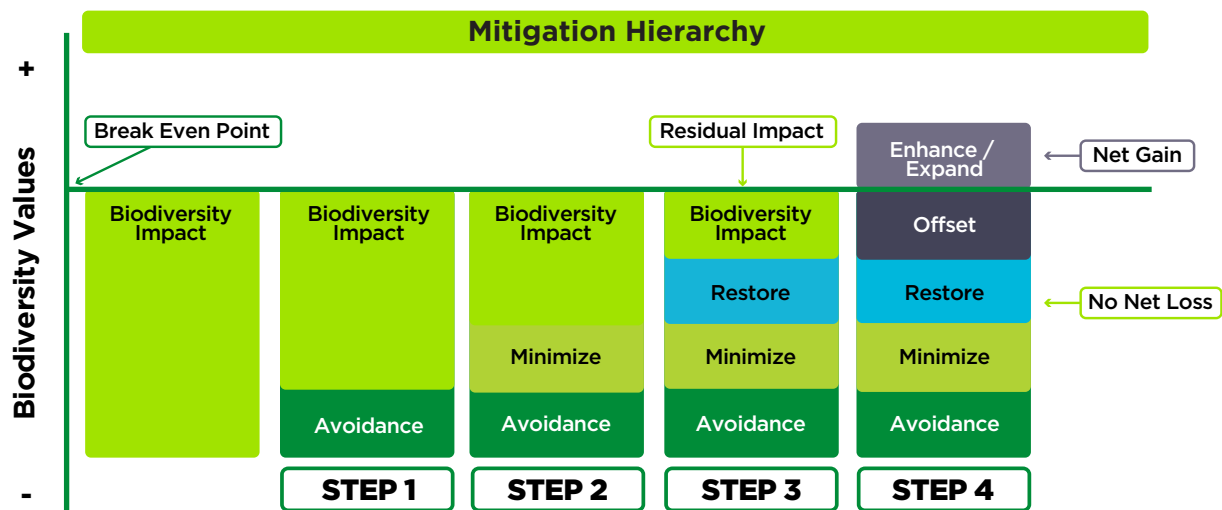 Mitigation Hierarchy
+
Biodiversity Values
-
Break Even Point
Residual Impact
Enhance /
Expand
Net Gain
Biodiversity
Impact
Biodiversity
Impact
Biodiversity
Impact
Biodiversity
Impact
Offset
Restore
Restore
No Net Loss
Minimize
Minimize
Minimize
Avoidance
Avoidance
Avoidance
Avoidance
STEP 1
STEP 2
STEP 3
STEP 4